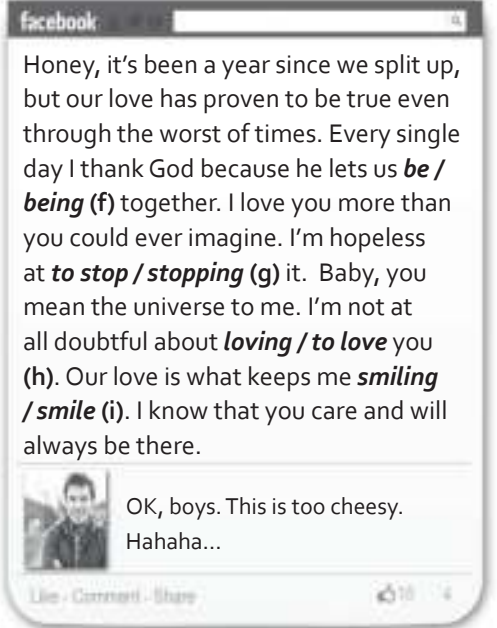 facebook
Honey, it's been a year since we split up,
but our love has proven to be true even
through the worst of times. Every single
day I thank God because he lets us be /
being (f) together. I love you more than
you could ever imagine. I'm hopeless
at to stop / stopping (g) it. Baby, you
mean the universe to me. I'm not at
all doubtful about loving / to love you
(h). Our love is what keeps me smiling
/ smile (i). I know that you care and will
always be there.
OK, boys. This is too cheesy.
Hahaha...
Like - Comment - Share